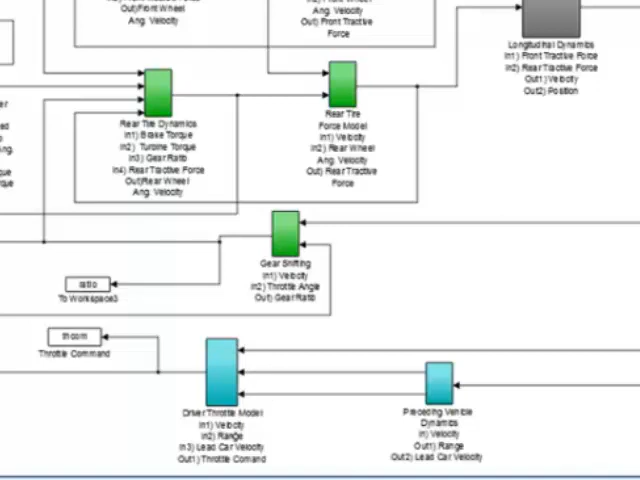 Out)Front Wheel
Ang. Velocity
Ang. Velocity
Out) Front Tractive
Force
Longitudinal Dynamics
In1) Front Tractive Force
In2) Rear Tractive Force
Out1) Velocity
Out2) Position
Rear Tire Dynamics
In1) Brake Torque
In2) Turbine Torque
In3) Gear Ratio
In4) Rear Tractive Force
Out)Rear Wheel
Ang. Velocity
Rear Tire
Force Model
In1) Velocity
In2) Rear Wheel
Ang. Velocity
Out) Rear Tractive
Force
Gear Shifting
In1) Velocity
In2) Throttle Angle
Out) Gear Ratio
ratio
To Workspace3
thcom
Throttle Command
Driver Throttle Model
In1) Velocity
In2) Range
In3) Lead Car Velocity
Out1) Throttle Comand
Preceding Vehicle
Dynamics
In) Velocity
Out1) Range
Out2) Lead Car Velocity